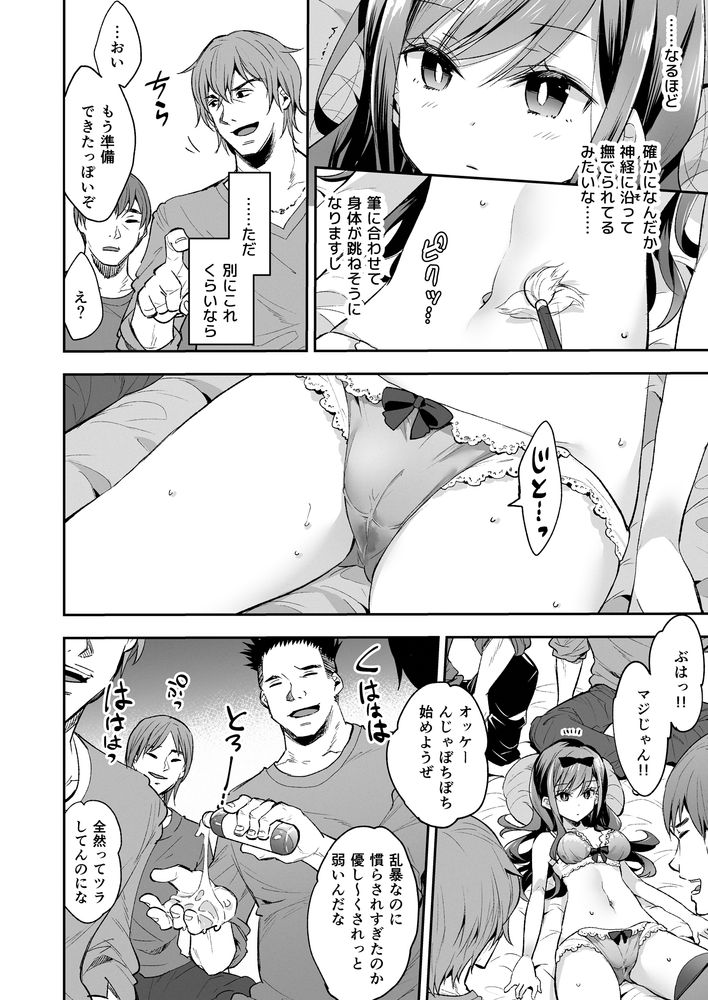 ……なるほど
確かになんだか
神経に沿って
撫でられてる
みたいな……
筆に合わせて
身体が跳ねそうに
なりますし
ピクッ…
……ただ
別にこれ
くらいなら
ちら
…おい
もう準備
できたっぽいぞ
え？
じと…っ
ぶはっ!!
マジじゃん!!
オッケー
んじゃぽちぽち
始めようぜ
乱暴なのに
慣らされすぎたのか
優し〜くされっと
弱いんだな
くははは
とろー…
ぷっ
はははっ
全然ってツラ
してんのにな